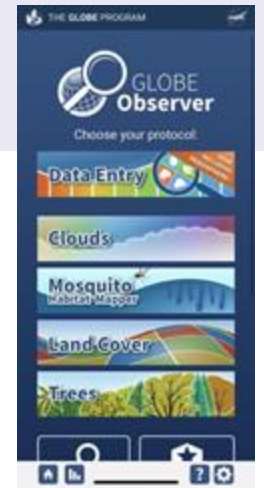 THE GLOBE PROGRAM
GLOBE
Observer
Choose your protocol:
Data Entry
Clouds
Mosquito
Habitat Mapper
Land Cover
Trees
?